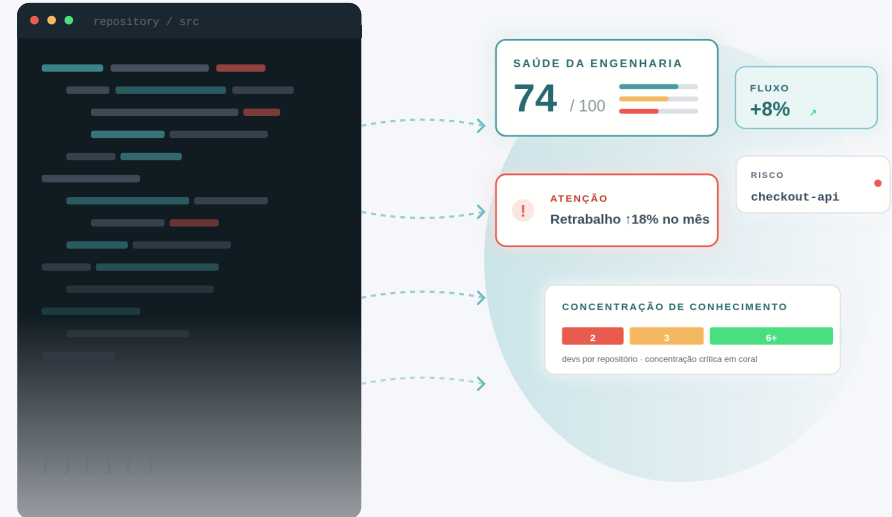 repository / src
{ } [ ] ( )
SAÚDE DA ENGENHARIA
74 / 100
FLUXO
+8% ↗
RISCO
checkout-api
!
ATENÇÃO
Retrabalho ↑18% no mês
CONCENTRAÇÃO DE CONHECIMENTO
2 3 6+
devs por repositório · concentração crítica em coral